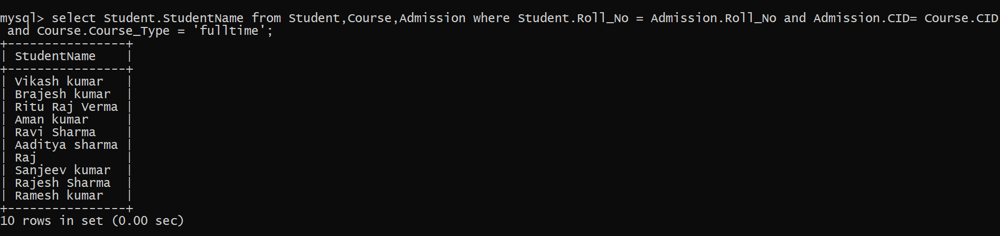 mysql> select Student.StudentName from Student,Course,Admission where Student.Roll_No = Admission.Roll_No and Admission.CID= Course.CID
 and Course.Course_Type = 'fulltime';
+----------------+
| StudentName    |
+----------------+
| Vikash kumar   |
| Brajesh kumar  |
| Ritu Raj Verma |
| Aman kumar     |
| Ravi Sharma    |
| Aaditya sharma |
| Raj            |
| Sanjeev kumar  |
| Rajesh Sharma  |
| Ramesh kumar   |
+----------------+
10 rows in set (0.00 sec)